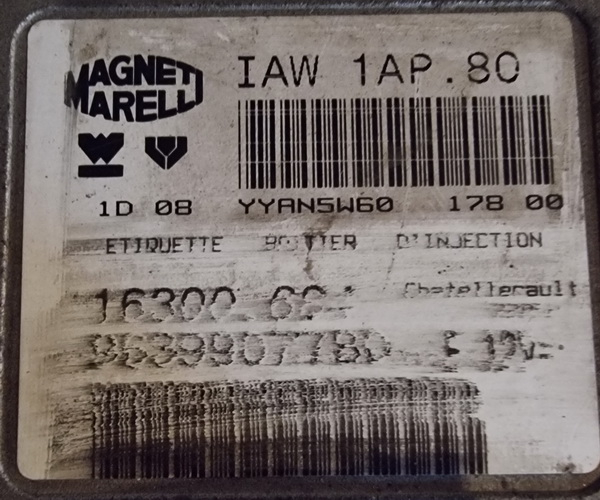 MAGNETI
MARELLI
IAW 1AP.80
1D 08 YYAN5W60 178 00
ETIQUETTE BOITIER D'INJECTION
Chatellerault